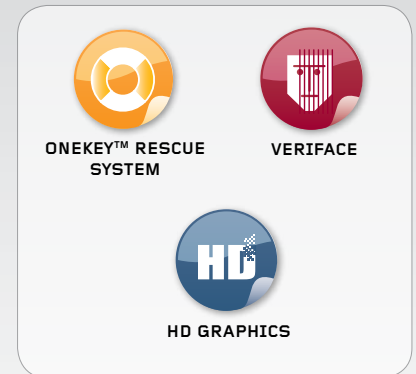 ONEKEY™ RESCUE
SYSTEM
VERIFACE
HD
HD GRAPHICS